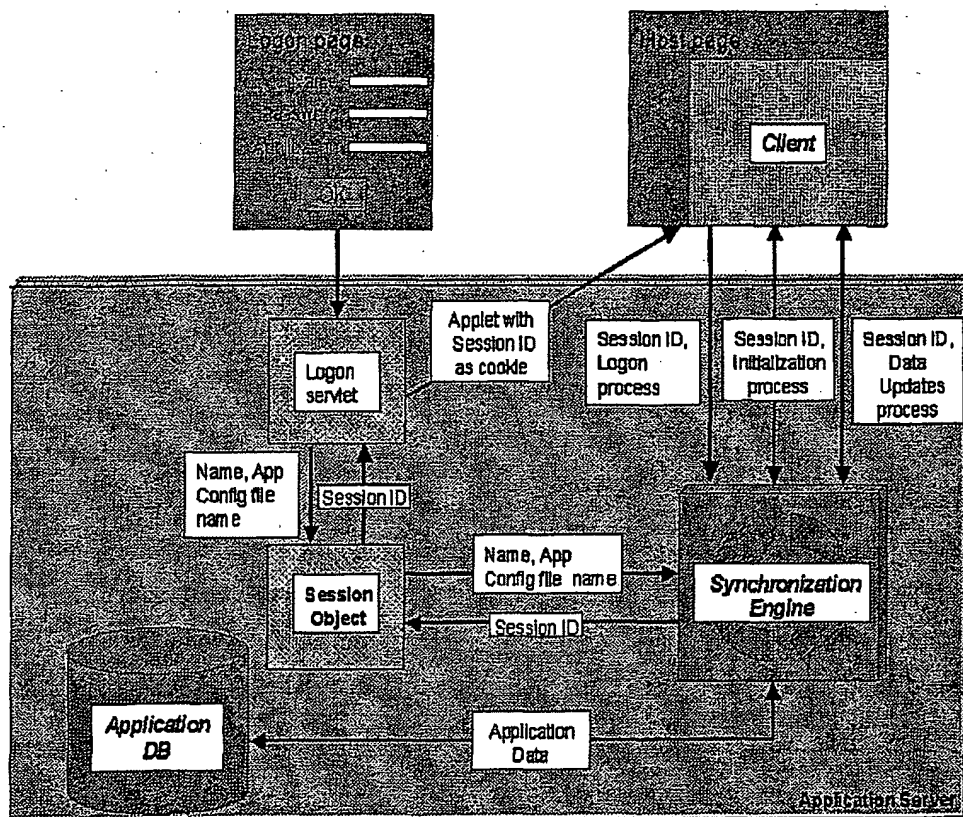 Logon page
Host page
Client
OK
Applet with
Session ID
as cookie
Session ID,
Logon
process
Session ID,
Initialization
process
Session ID,
Data
Updates
process
Logon
servlet
Name, App
Config file
name
Session ID
Session
Object
Name, App
Config file name
Session ID
Synchronization
Engine
Application
DB
Application
Data
Application Server